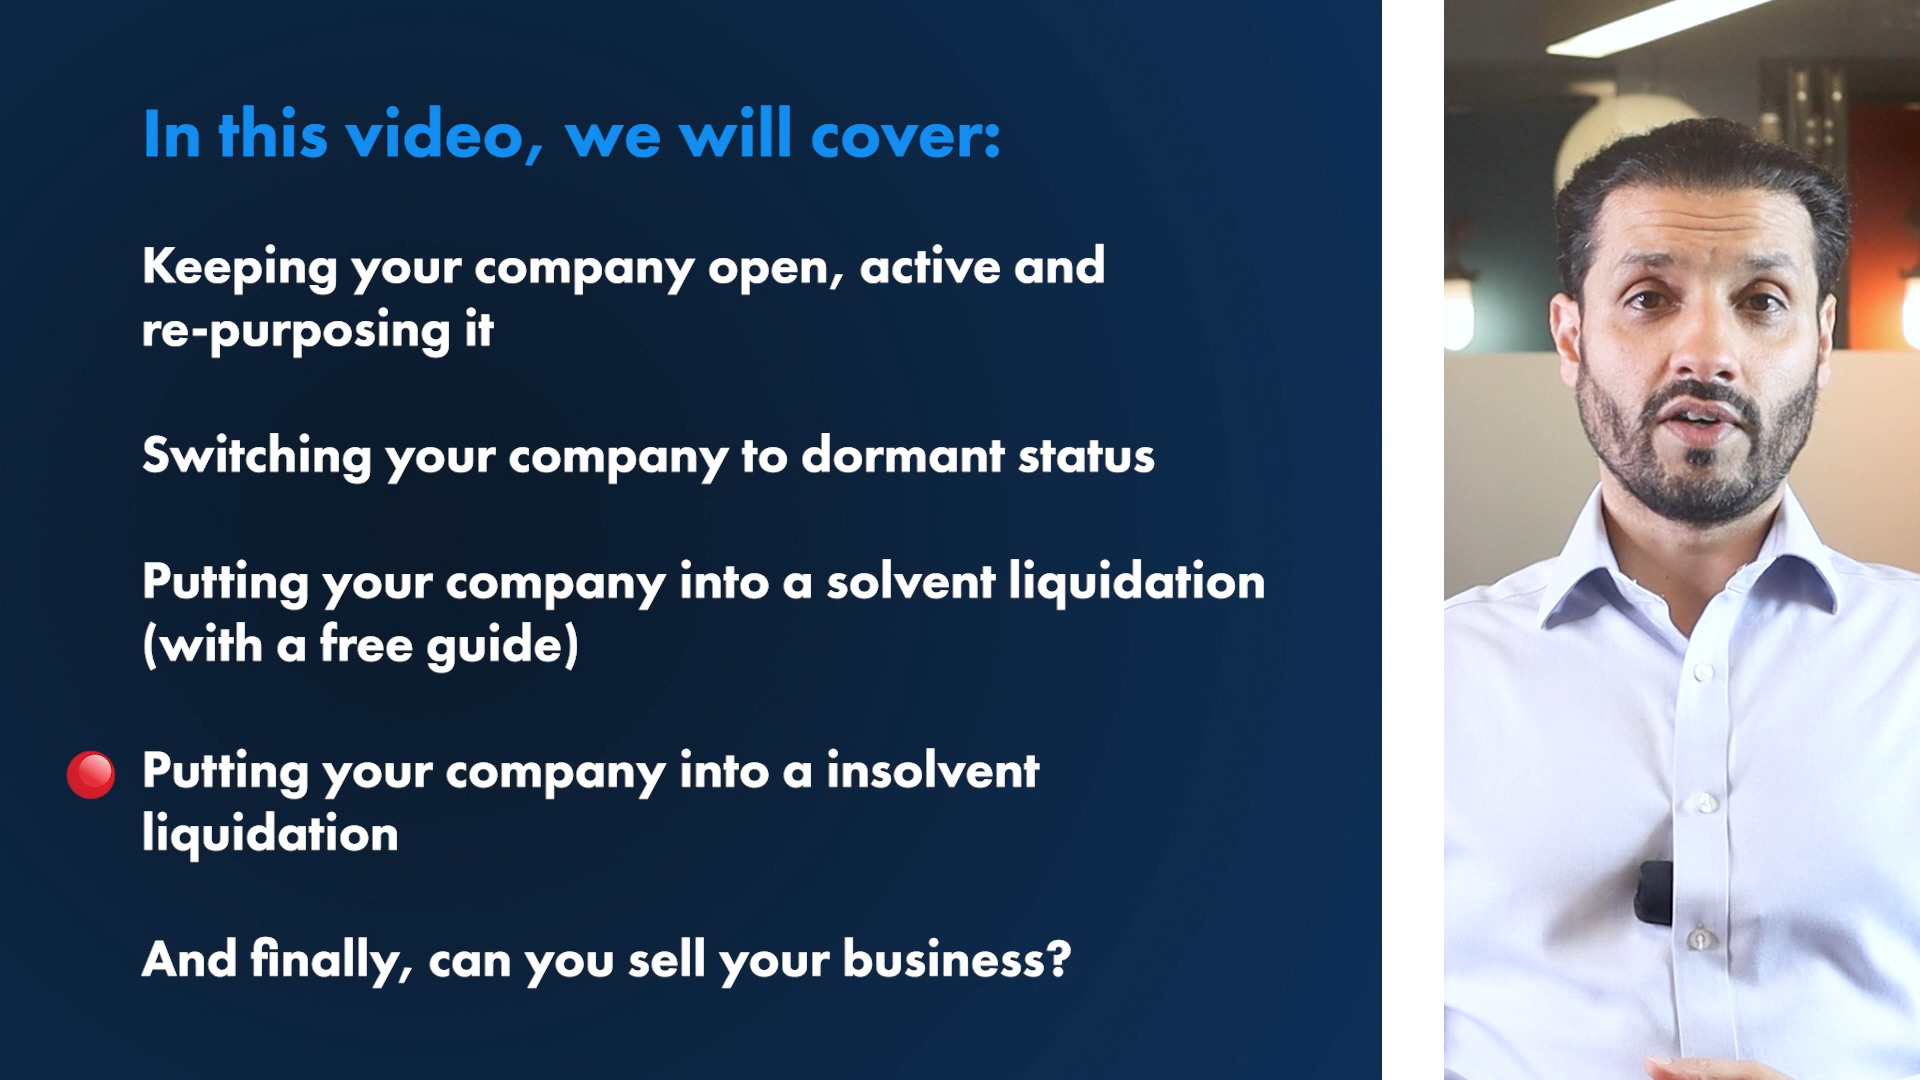 In this video, we will cover:
Keeping your company open, active and
re-purposing it
Switching your company to dormant status
Putting your company into a solvent liquidation
(with a free guide)
Putting your company into a insolvent
liquidation
And finally, can you sell your business?